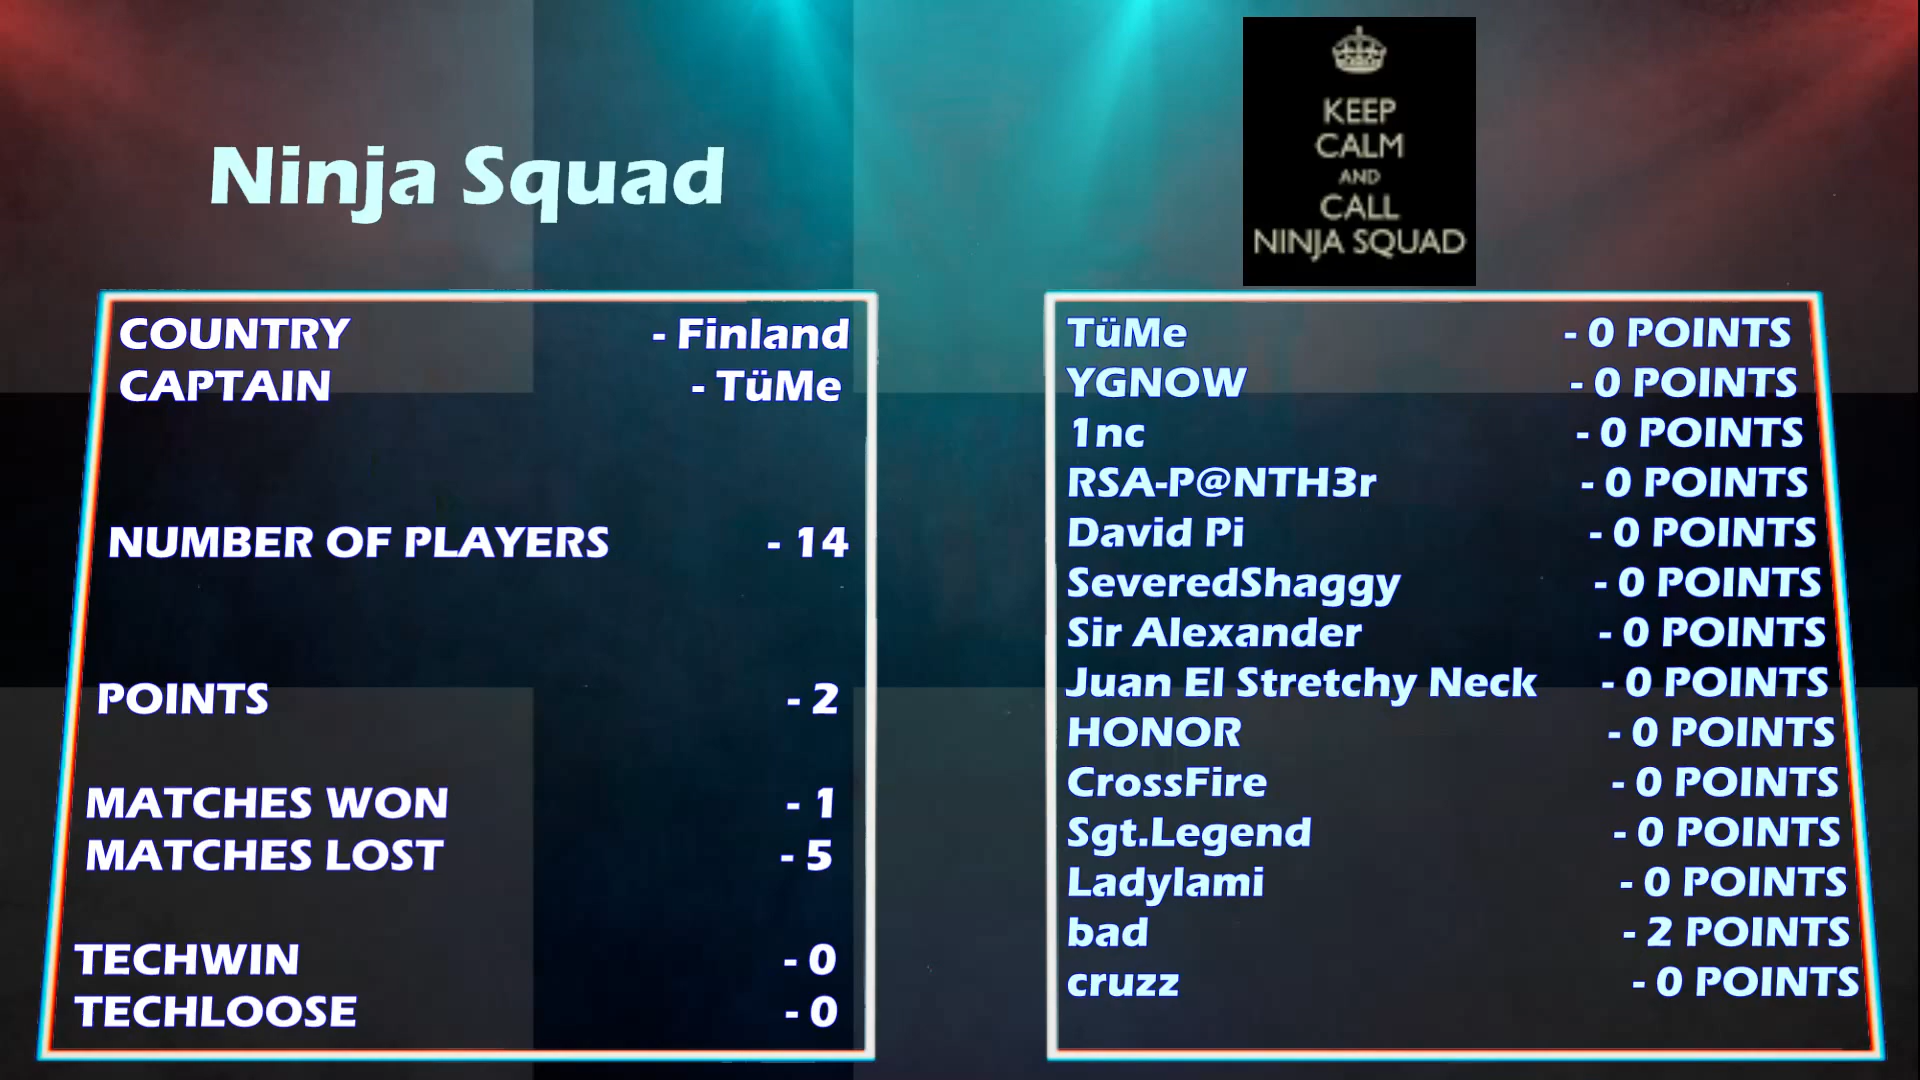 Ninja Squad
KEEP
CALM
AND
CALL
NINJA SQUAD
COUNTRY - Finland
CAPTAIN - TüMe
NUMBER OF PLAYERS - 14
POINTS - 2
MATCHES WON - 1
MATCHES LOST - 5
TECHWIN - 0
TECHLOOSE - 0
TüMe - 0 POINTS
YGNOW - 0 POINTS
1nc - 0 POINTS
RSA-P@NTH3r - 0 POINTS
David Pi - 0 POINTS
SeveredShaggy - 0 POINTS
Sir Alexander - 0 POINTS
Juan El Stretchy Neck - 0 POINTS
HONOR - 0 POINTS
CrossFire - 0 POINTS
Sgt.Legend - 0 POINTS
Ladylami - 0 POINTS
bad - 2 POINTS
cruzz - 0 POINTS